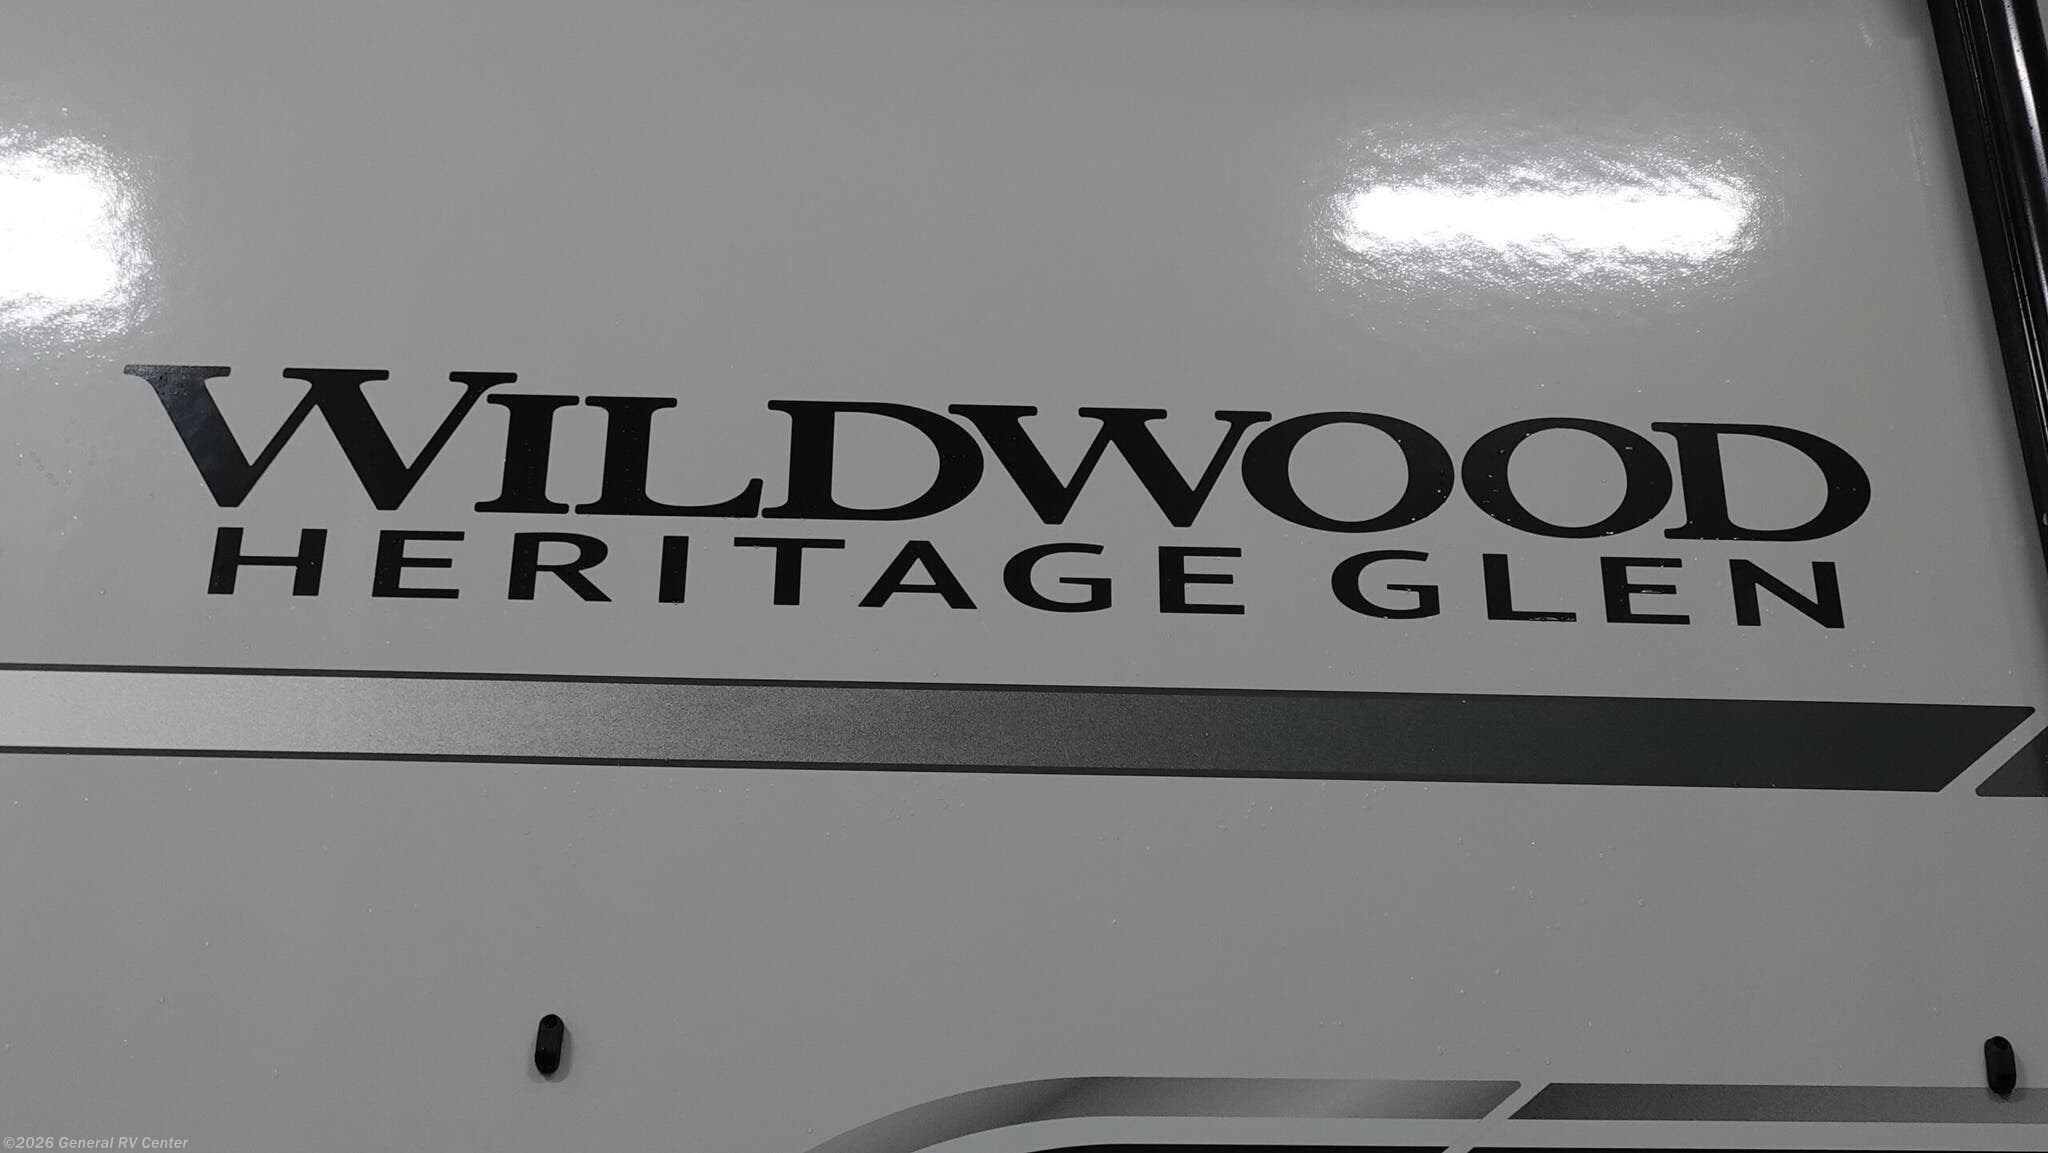 WILDWOOD
HERITAGE GLEN
©2026 General RV Center